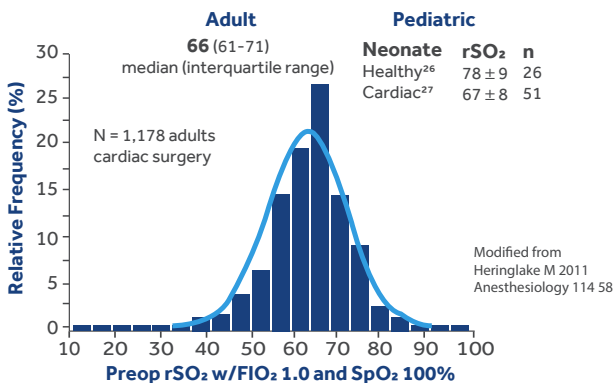 Adult
66 (61-71)
median (interquartile range)
Pediatric
Neonate rSO₂ n
Healthy²⁶ 78 ± 9 26
Cardiac²⁷ 67 ± 8 51
N = 1,178 adults
cardiac surgery
Relative Frequency (%)
30
25
20
15
10
5
0
10 20 30 40 50 60 70 80 90 100
Preop rSO₂ w/FIO₂ 1.0 and SpO₂ 100%
Modified from
Heringlake M 2011
Anesthesiology 114 58